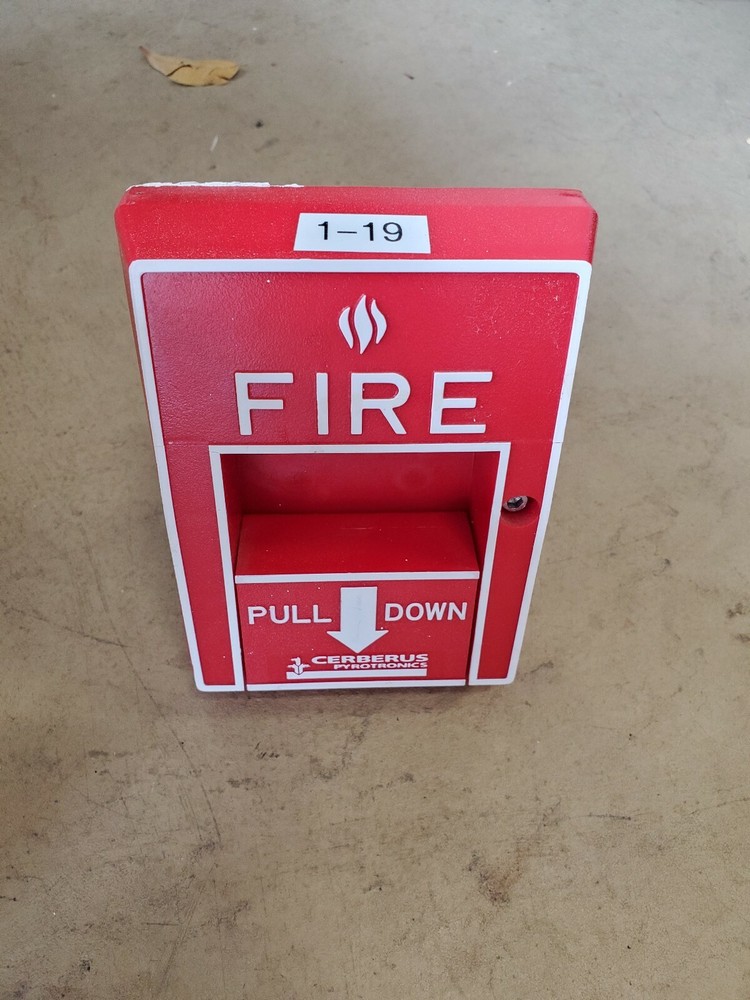 1-19
FIRE
PULL DOWN
CERBERUS
PYROTRONICS